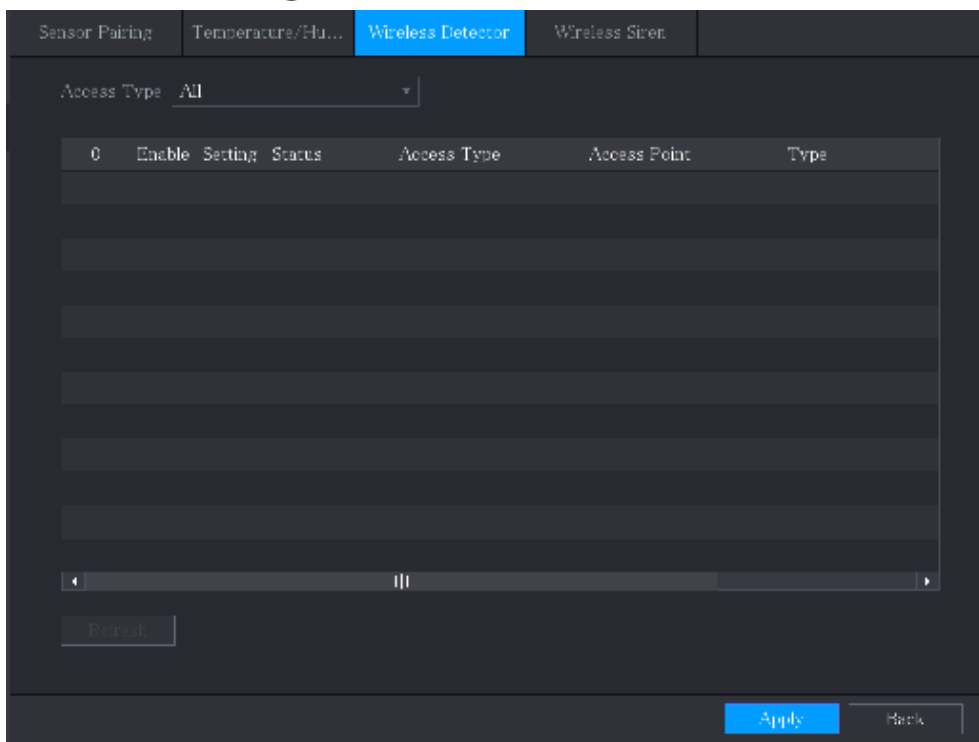 Sensor Pairing Temperature/Hu... Wireless Detector Wireless Siren
Access Type All
0 Enable Setting Status Access Type Access Point Type
Refresh
Apply Back